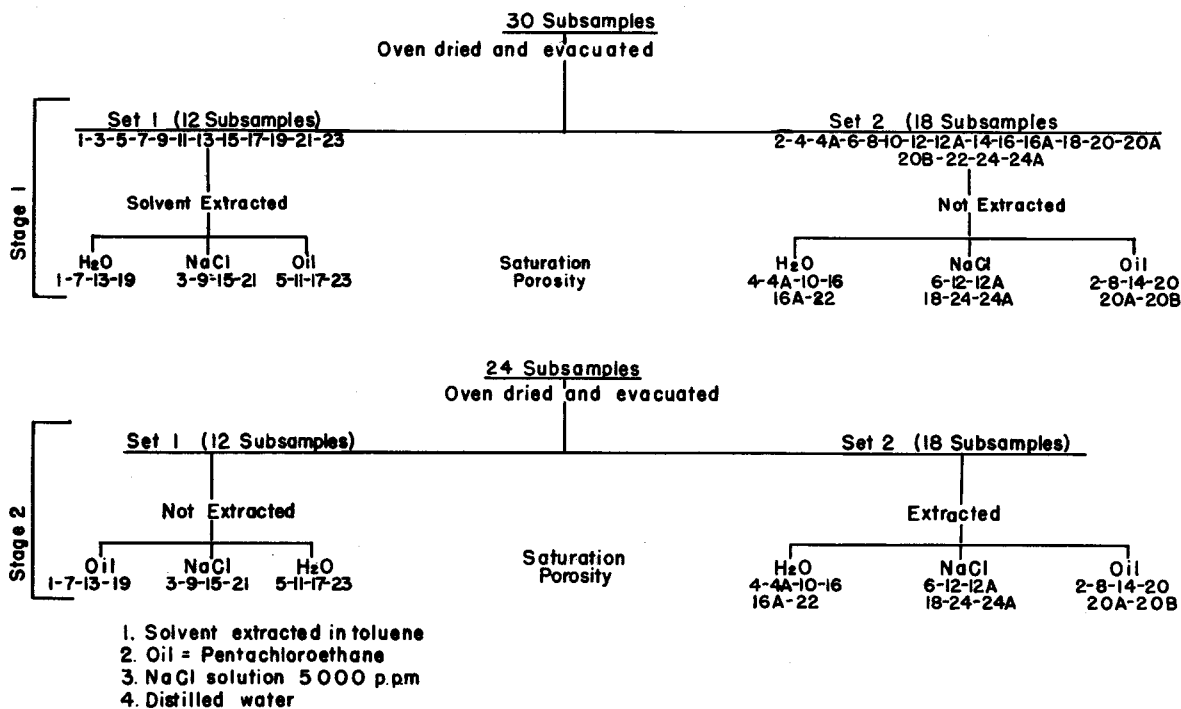 30 Subsamples
Oven dried and evacuated
Stage 1
Set 1 (12 Subsamples)
1-3-5-7-9-11-13-15-17-19-21-23
Solvent Extracted
H2O
1-7-13-19
NaCl
3-9-15-21
Oil
5-11-17-23
Saturation
Porosity
Set 2 (18 Subsamples
2-4-4A-6-8-10-12-12A-14-16-16A-18-20-20A
20B-22-24-24A
Not Extracted
H2O
4-4A-10-16
16A-22
NaCl
6-12-12A
18-24-24A
Oil
2-8-14-20
20A-20B
24 Subsamples
Oven dried and evacuated
Stage 2
Set 1 (12 Subsamples)
Not Extracted
Oil
1-7-13-19
NaCl
3-9-15-21
H2O
5-11-17-23
Saturation
Porosity
Set 2 (18 Subsamples)
Extracted
H2O
4-4A-10-16
16A-22
NaCl
6-12-12A
18-24-24A
Oil
2-8-14-20
20A-20B
1. Solvent extracted in toluene
2. Oil = Pentachloroethane
3. NaCl solution 5000 p.p.m
4. Distilled water